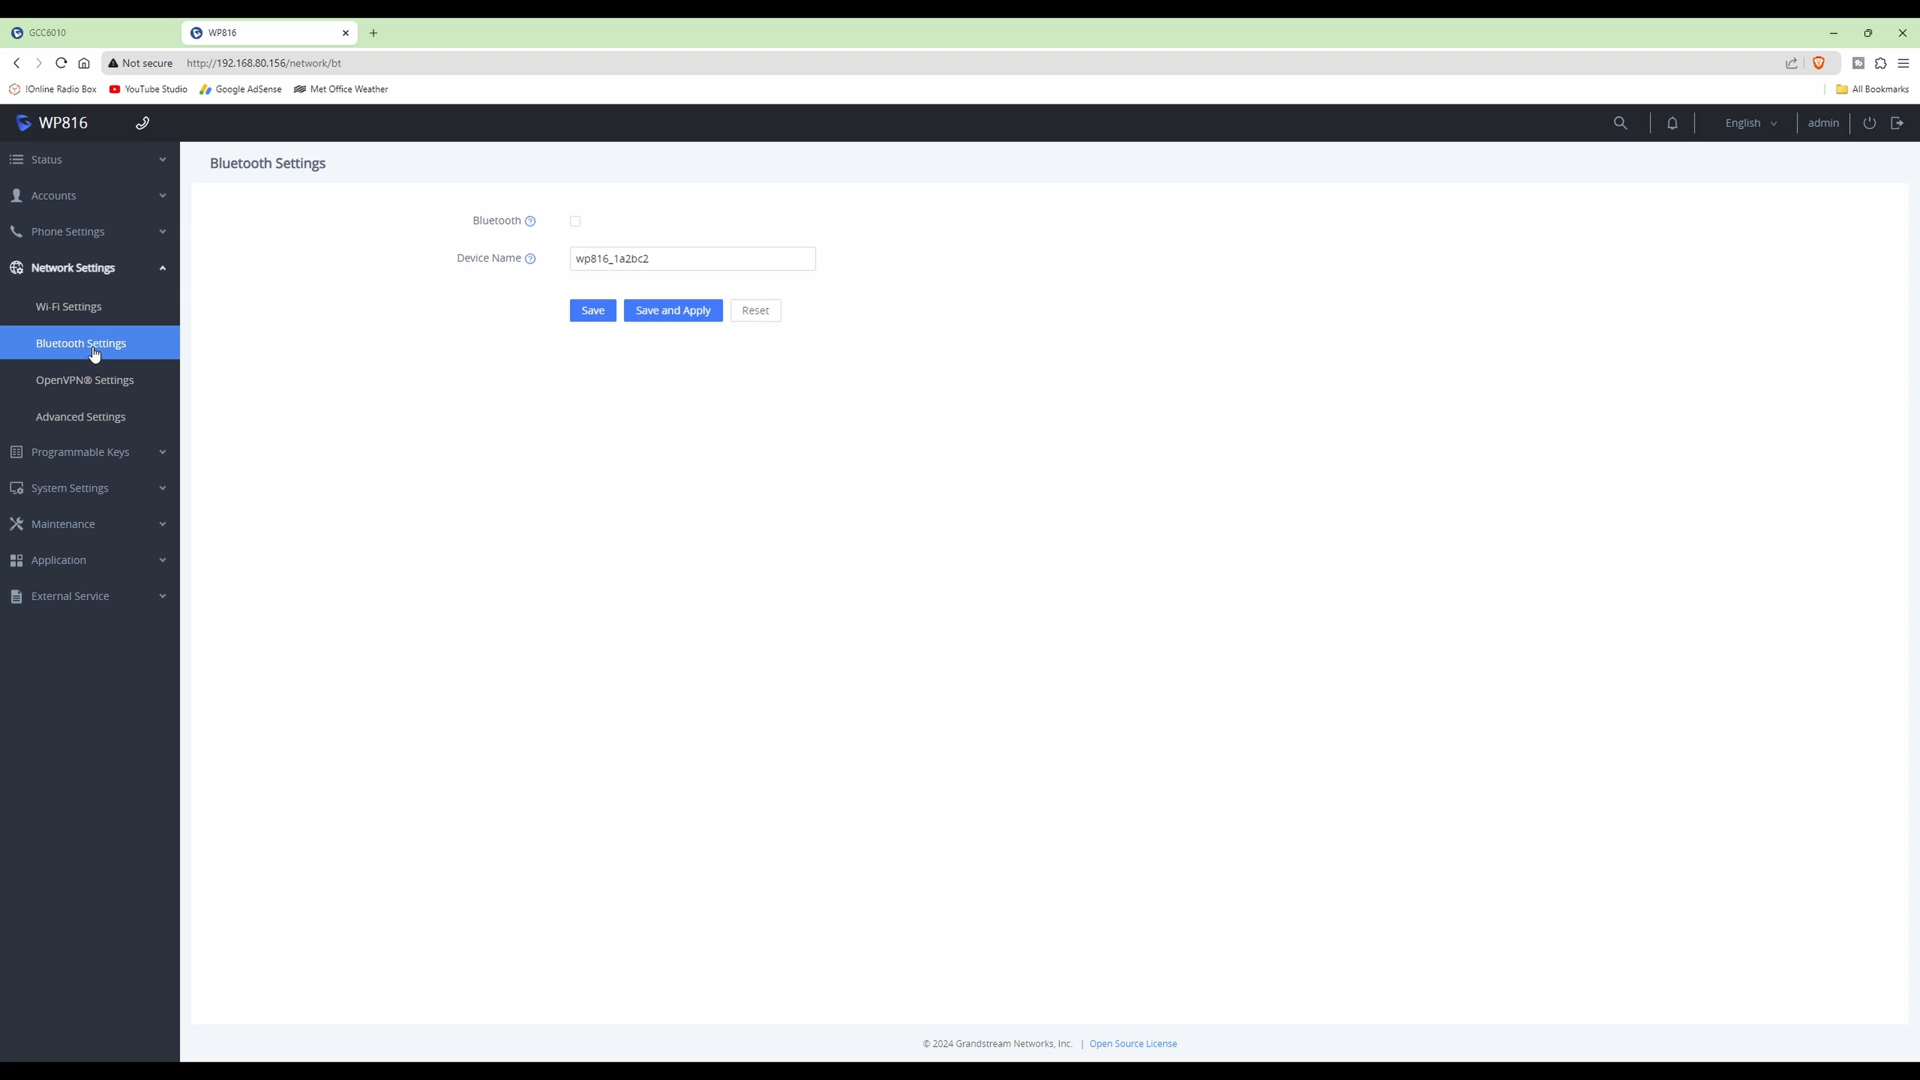 GCC6010
WP816
Not secure http://192.168.80.156/network/bt
!Online Radio Box YouTube Studio Google AdSense Met Office Weather All Bookmarks
WP816 English admin
Status
Bluetooth Settings
Accounts
Phone Settings
Network Settings
Wi-Fi Settings
Bluetooth Settings
OpenVPN® Settings
Advanced Settings
Programmable Keys
System Settings
Maintenance
Application
External Service
Bluetooth
Device Name wp816_1a2bc2
Save Save and Apply Reset
© 2024 Grandstream Networks, Inc. | Open Source License